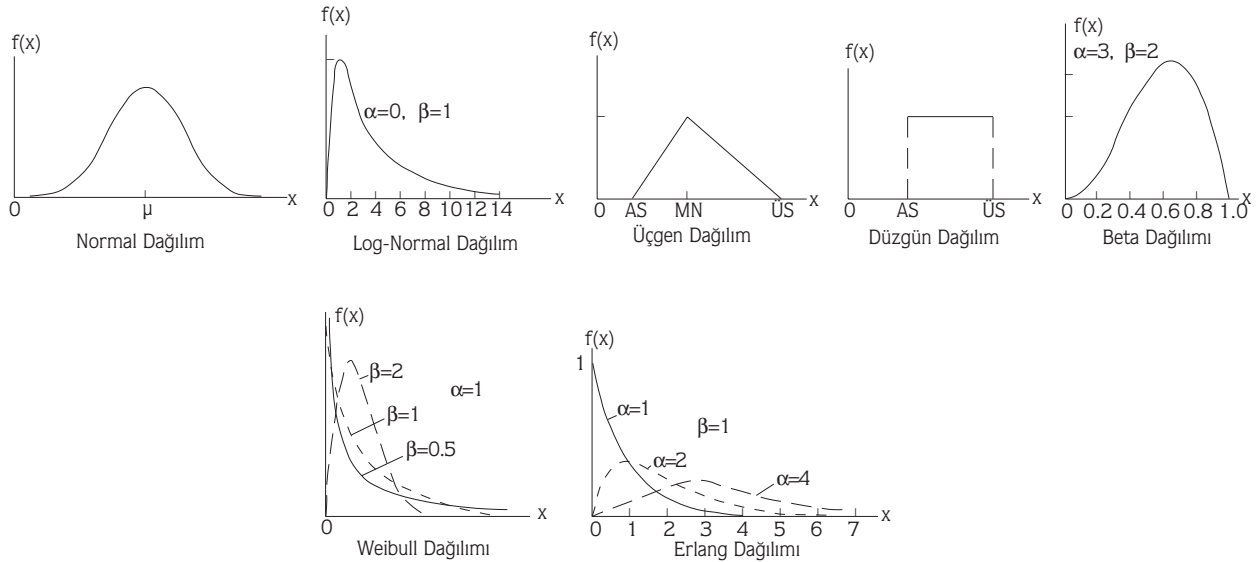 f(x)
0
µ
x
Normal Dağılım
f(x)
α=0, β=1
0 2 4 6 8 10 12 14
x
Log-Normal Dağılım
f(x)
0 AS MN ÜS
x
Üçgen Dağılım
f(x)
0 AS ÜS
x
Düzgün Dağılım
f(x)
α=3, β=2
0 0.2 0.4 0.6 0.8 1.0
x
Beta Dağılımı
f(x)
β=2
α=1
β=1
β=0.5
0
x
Weibull Dağılımı
f(x)
1
α=1
β=1
α=2
α=4
0 1 2 3 4 5 6 7
x
Erlang Dağılımı